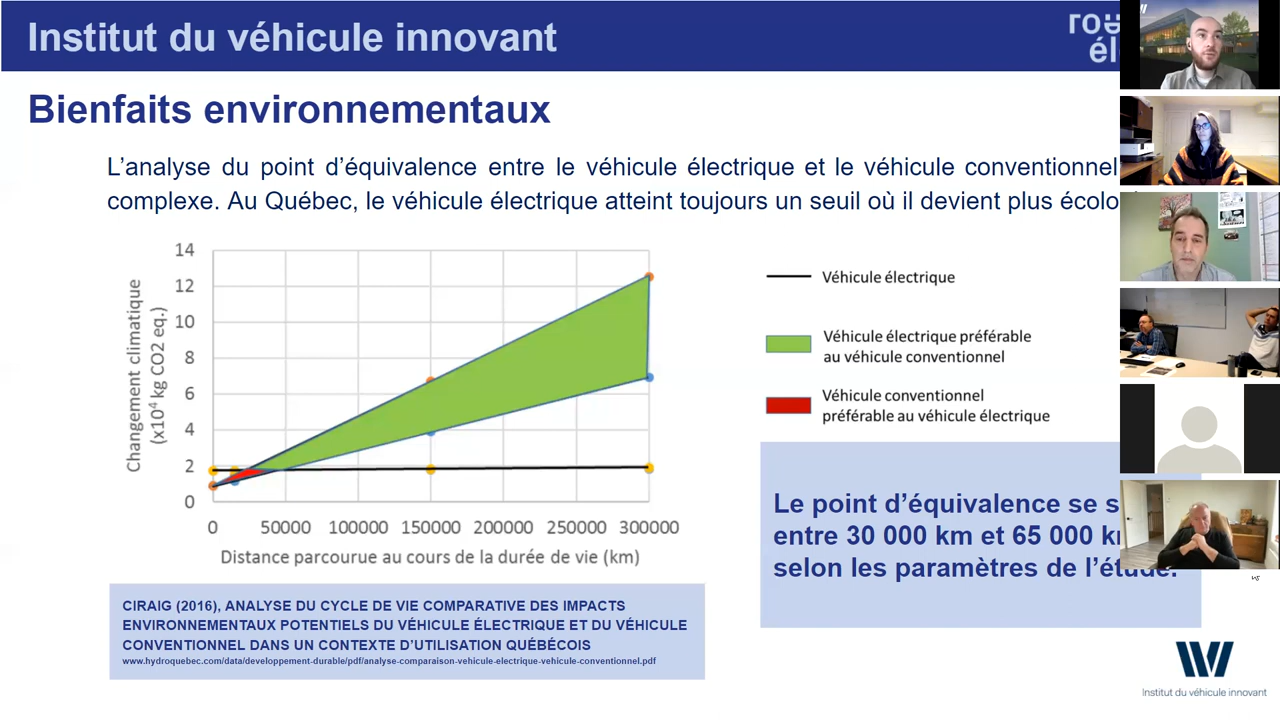 Institut du véhicule innovant
Bienfaits environnementaux
L'analyse du point d'équivalence entre le véhicule électrique et le véhicule conventionnel
complexe. Au Québec, le véhicule électrique atteint toujours un seuil où il devient plus écolo
Changement climatique
(x10⁴ kg CO2 eq.)
14
12
10
8
6
4
2
0
0 50000 100000 150000 200000 250000 300000
Distance parcourue au cours de la durée de vie (km)
Véhicule électrique
Véhicule électrique préférable
au véhicule conventionnel
Véhicule conventionnel
préférable au véhicule électrique
Le point d'équivalence se s
entre 30 000 km et 65 000 k
selon les paramètres de l'étude.
CIRAIG (2016), ANALYSE DU CYCLE DE VIE COMPARATIVE DES IMPACTS
ENVIRONNEMENTAUX POTENTIELS DU VÉHICULE ÉLECTRIQUE ET DU VÉHICULE
CONVENTIONNEL DANS UN CONTEXTE D'UTILISATION QUÉBÉCOIS
www.hydroquebec.com/data/developpement-durable/pdf/analyse-comparaison-vehicule-electrique-vehicule-conventionnel.pdf
Institut du véhicule innovant